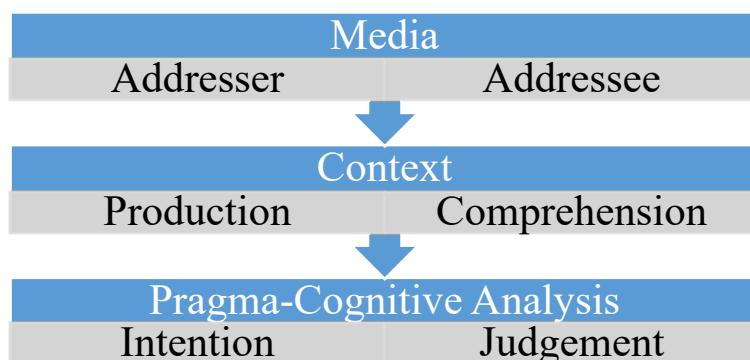 Media
Addresser Addressee
Context
Production Comprehension
Pragma-Cognitive Analysis
Intention Judgement